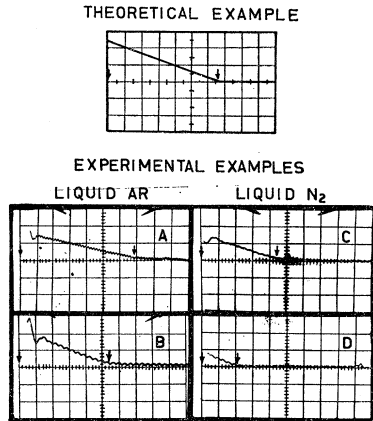 THEORETICAL EXAMPLE
EXPERIMENTAL EXAMPLES
LIQUID AR LIQUID N₂
A C
B D